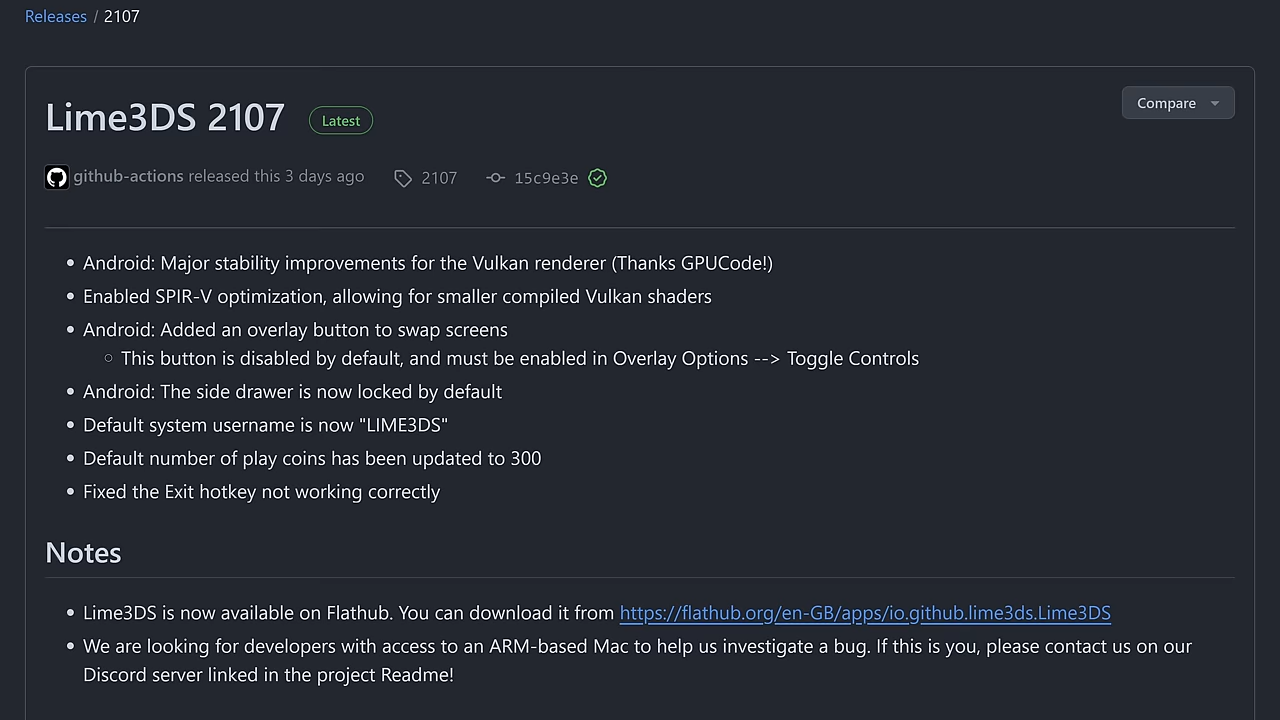 Releases / 2107
Lime3DS 2107 Latest
Compare
github-actions released this 3 days ago 2107 15c9e3e
Android: Major stability improvements for the Vulkan renderer (Thanks GPUCode!)
Enabled SPIR-V optimization, allowing for smaller compiled Vulkan shaders
Android: Added an overlay button to swap screens
This button is disabled by default, and must be enabled in Overlay Options --> Toggle Controls
Android: The side drawer is now locked by default
Default system username is now "LIME3DS"
Default number of play coins has been updated to 300
Fixed the Exit hotkey not working correctly
Notes
Lime3DS is now available on Flathub. You can download it from https://flathub.org/en-GB/apps/io.github.lime3ds.Lime3DS
We are looking for developers with access to an ARM-based Mac to help us investigate a bug. If this is you, please contact us on our
Discord server linked in the project Readme!